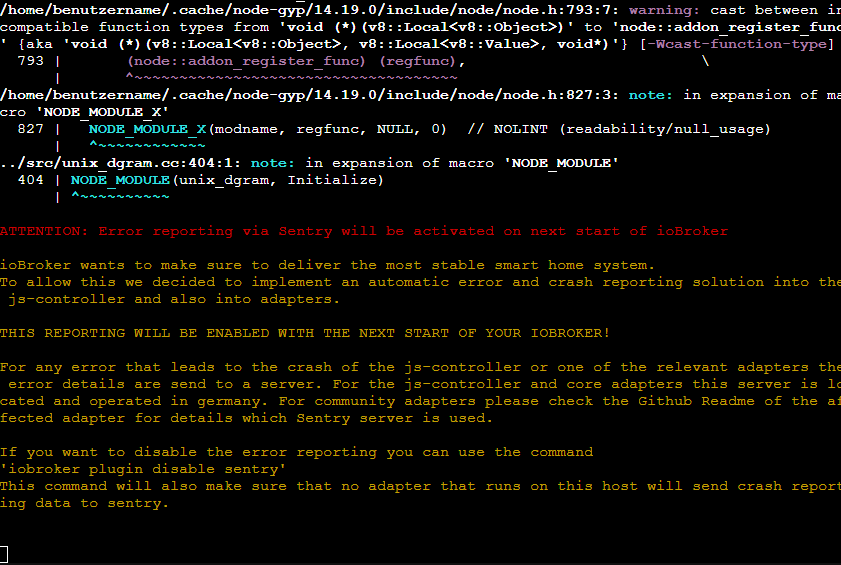 /home/benutzername/.cache/node-gyp/14.19.0/include/node/node.h:793:7: warning: cast between in
compatible function types from 'void (*)(v8::Local<v8::Object>)' to 'node::addon_register_func
' {aka 'void (*)(v8::Local<v8::Object>, v8::Local<v8::Value>, void*)'} [-Wcast-function-type]
793 | (node::addon_register_func) (regfunc), \
| ^~~~~~~~~~~~~~~~~~~~~~~~~~~~~~~~~~~~~
/home/benutzername/.cache/node-gyp/14.19.0/include/node/node.h:827:3: note: in expansion of ma
cro 'NODE_MODULE_X'
827 | NODE_MODULE_X(modname, regfunc, NULL, 0) // NOLINT (readability/null_usage)
| ^~~~~~~~~~~~~
../src/unix_dgram.cc:404:1: note: in expansion of macro 'NODE_MODULE'
404 | NODE_MODULE(unix_dgram, Initialize)
| ^~~~~~~~~~~
ATTENTION: Error reporting via Sentry will be activated on next start of ioBroker
ioBroker wants to make sure to deliver the most stable smart home system.
To allow this we decided to implement an automatic error and crash reporting solution into the
js-controller and also into adapters.
THIS REPORTING WILL BE ENABLED WITH THE NEXT START OF YOUR IOBROKER!
For any error that leads to the crash of the js-controller or one of the relevant adapters the
error details are send to a server. For the js-controller and core adapters this server is lo
cated and operated in germany. For community adapters please check the Github Readme of the af
fected adapter for details which Sentry server is used.
If you want to disable the error reporting you can use the command
'iobroker plugin disable sentry'
This command will also make sure that no adapter that runs on this host will send crash report
ing data to sentry.